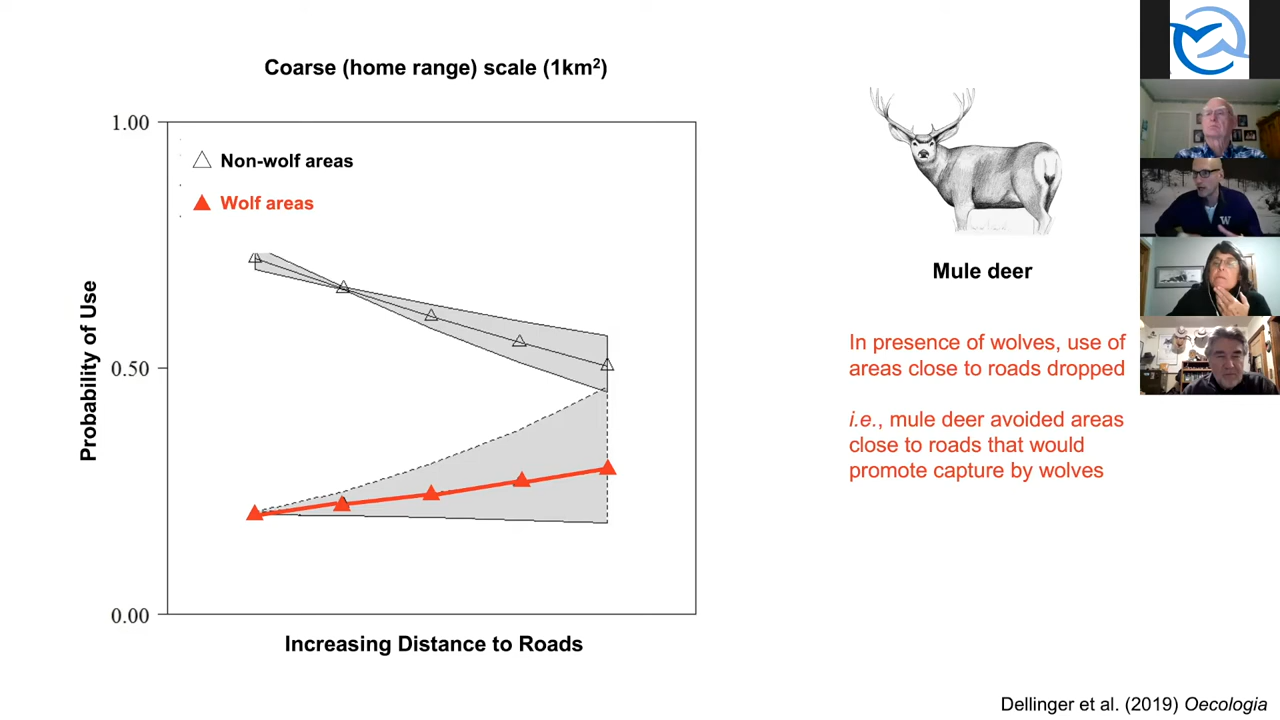 Coarse (home range) scale (1km²)
1.00
Non-wolf areas
Wolf areas
Probability of Use
0.50
0.00
Increasing Distance to Roads
Mule deer
In presence of wolves, use of
areas close to roads dropped
i.e., mule deer avoided areas
close to roads that would
promote capture by wolves
Dellinger et al. (2019) Oecologia
W